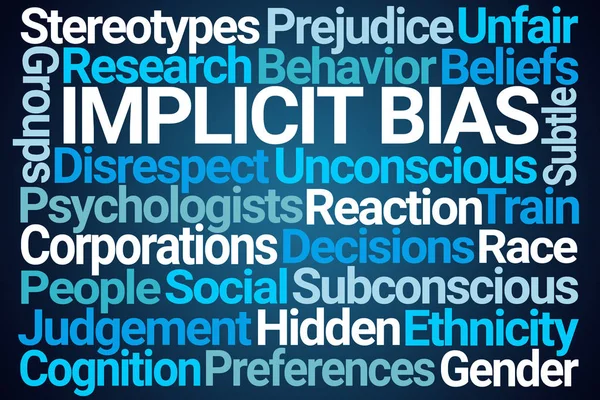 Stereotypes Prejudice Unfair
Groups
Research Behavior Beliefs
IMPLICIT BIAS
Subtle
Disrespect Unconscious
Psychologists Reaction Train
Corporations Decisions Race
People Social Subconscious
Judgement Hidden Ethnicity
Cognition Preferences Gender